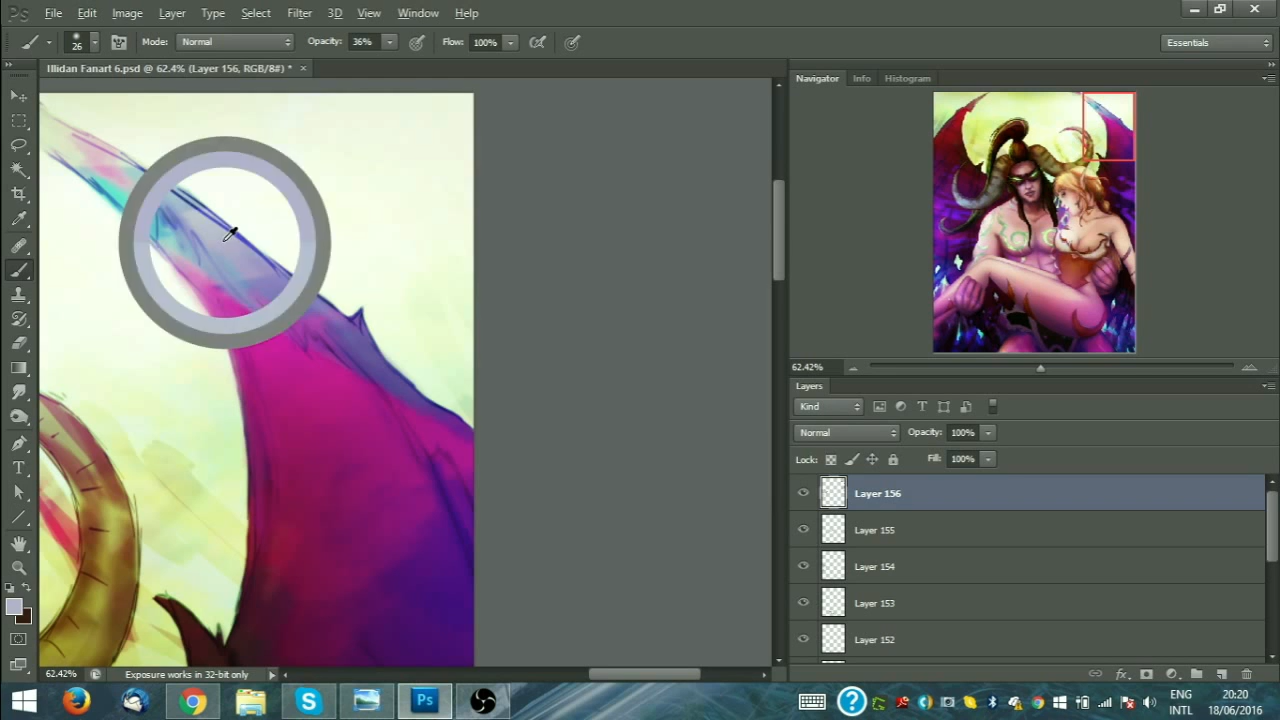 Ps File Edit Image Layer Type Select Filter 3D View Window Help
26 Mode: Normal Opacity: 36% Flow: 100% Essentials
Illidan Fanart 6.psd @ 62.4% (Layer 156, RGB/8#) * ×
Navigator Info Histogram
62.42%
Layers
Kind
Normal Opacity: 100%
Lock: Fill: 100%
Layer 156
Layer 155
Layer 154
Layer 153
Layer 152
62.42% Exposure works in 32-bit only
Ps ENG 20:20
INTL 18/06/2016